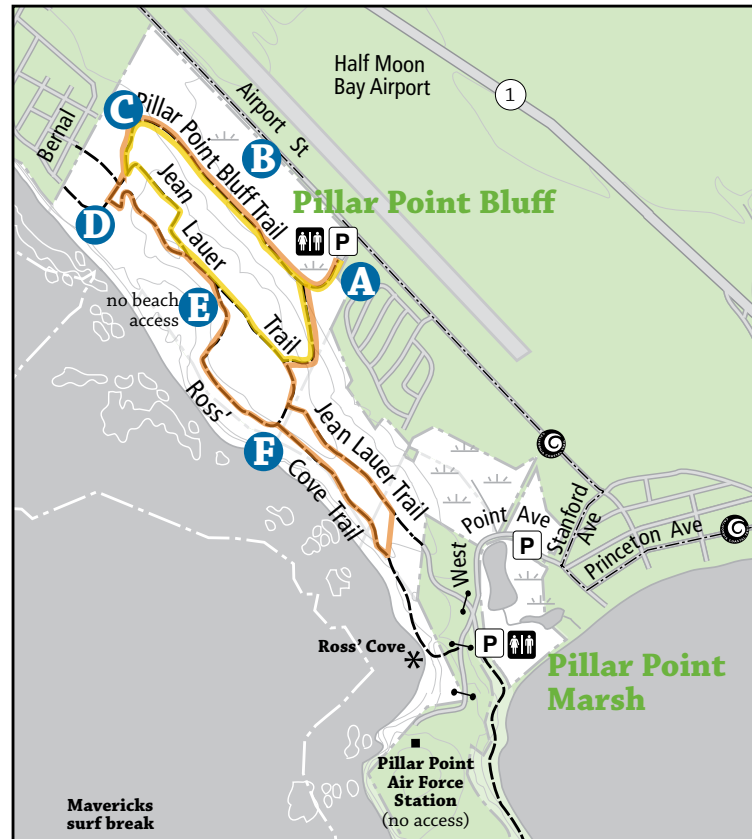 Half Moon
Bay Airport
1
Airport St
C
Pillar Point Bluff Trail
B
Bernal
Jean
Lauer
Trail
Pillar Point Bluff
D
P
A
no beach
access
E
Ross'
Cove Trail
F
Jean Lauer Trail
West
Point Ave
Stanford
Ave
P
Princeton Ave
Ross' Cove
P
Pillar Point
Marsh
Pillar Point
Air Force
Station
(no access)
Mavericks
surf break